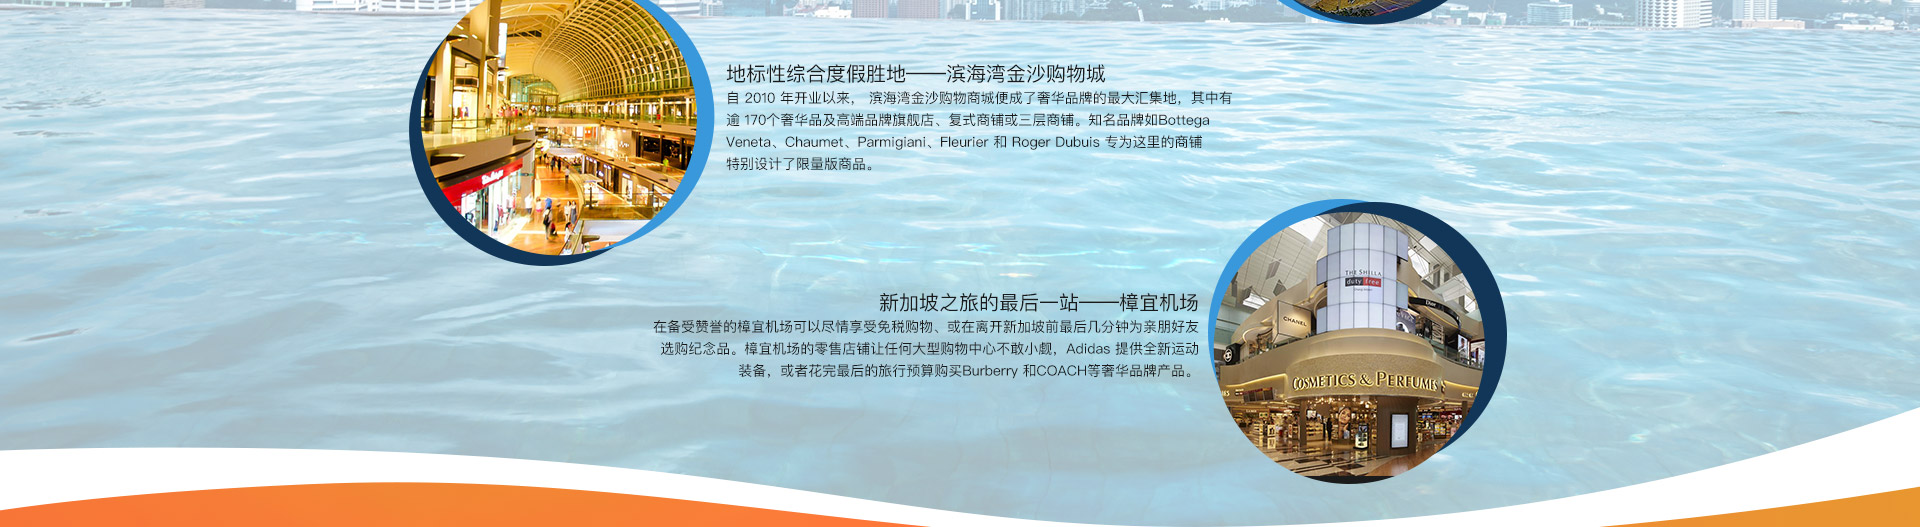 地标性综合度假胜地——滨海湾金沙购物城
自 2010 年开业以来， 滨海湾金沙购物商城便成了奢华品牌的最大汇集地，其中有
逾 170个奢华品及高端品牌旗舰店、复式商铺或三层商铺。知名品牌如Bottega
Veneta、Chaumet、Parmigiani、Fleurier 和 Roger Dubuis 专为这里的商铺
特别设计了限量版商品。
THE SHILLA
duty free
Dior
CHANEL
新加坡之旅的最后一站——樟宜机场
在备受赞誉的樟宜机场可以尽情享受免税购物、或在离开新加坡前最后几分钟为亲朋好友
选购纪念品。樟宜机场的零售店铺让任何大型购物中心不敢小觑，Adidas 提供全新运动
装备，或者花完最后的旅行预算购买Burberry 和COACH等奢华品牌产品。
COSMETICS & PERFUMES